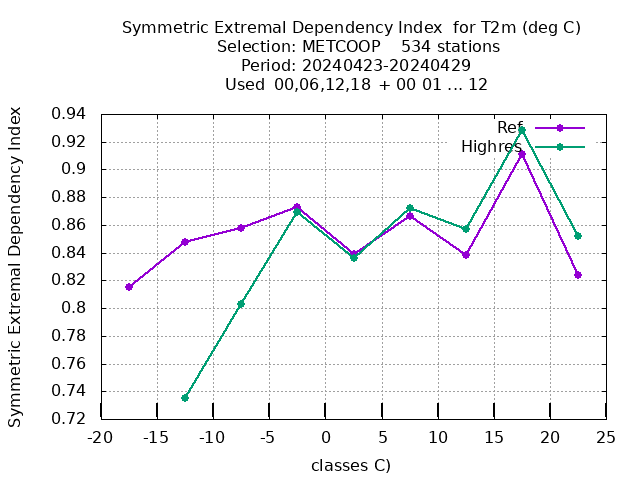 Symmetric Extremal Dependency Index  for T2m (deg C)
Selection: METCOOP    534 stations
Period: 20240423-20240429
Used  00,06,12,18 + 00 01 ... 12
Symmetric Extremal Dependency Index
0.94
0.92
0.9
0.88
0.86
0.84
0.82
0.8
0.78
0.76
0.74
0.72
Ref
Highres
-20 -15 -10 -5 0 5 10 15 20 25
classes C)